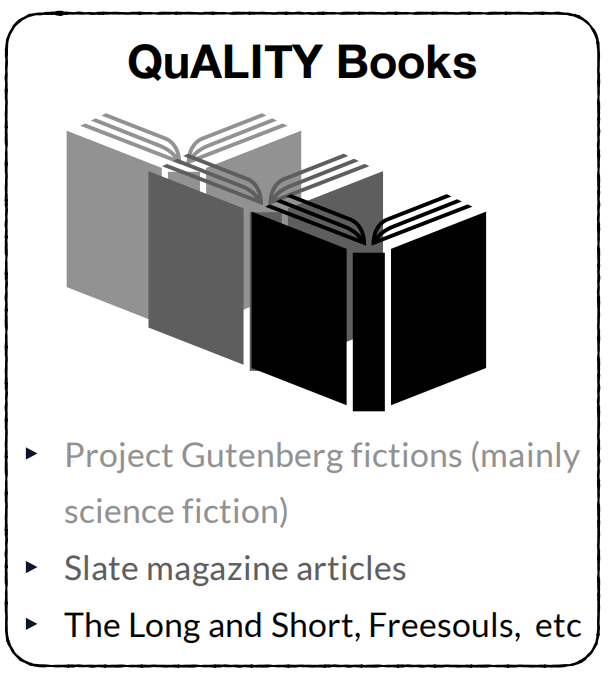 QuALITY Books
‣ Project Gutenberg fictions (mainly
science fiction)
‣ Slate magazine articles
‣ The Long and Short, Freesouls, etc